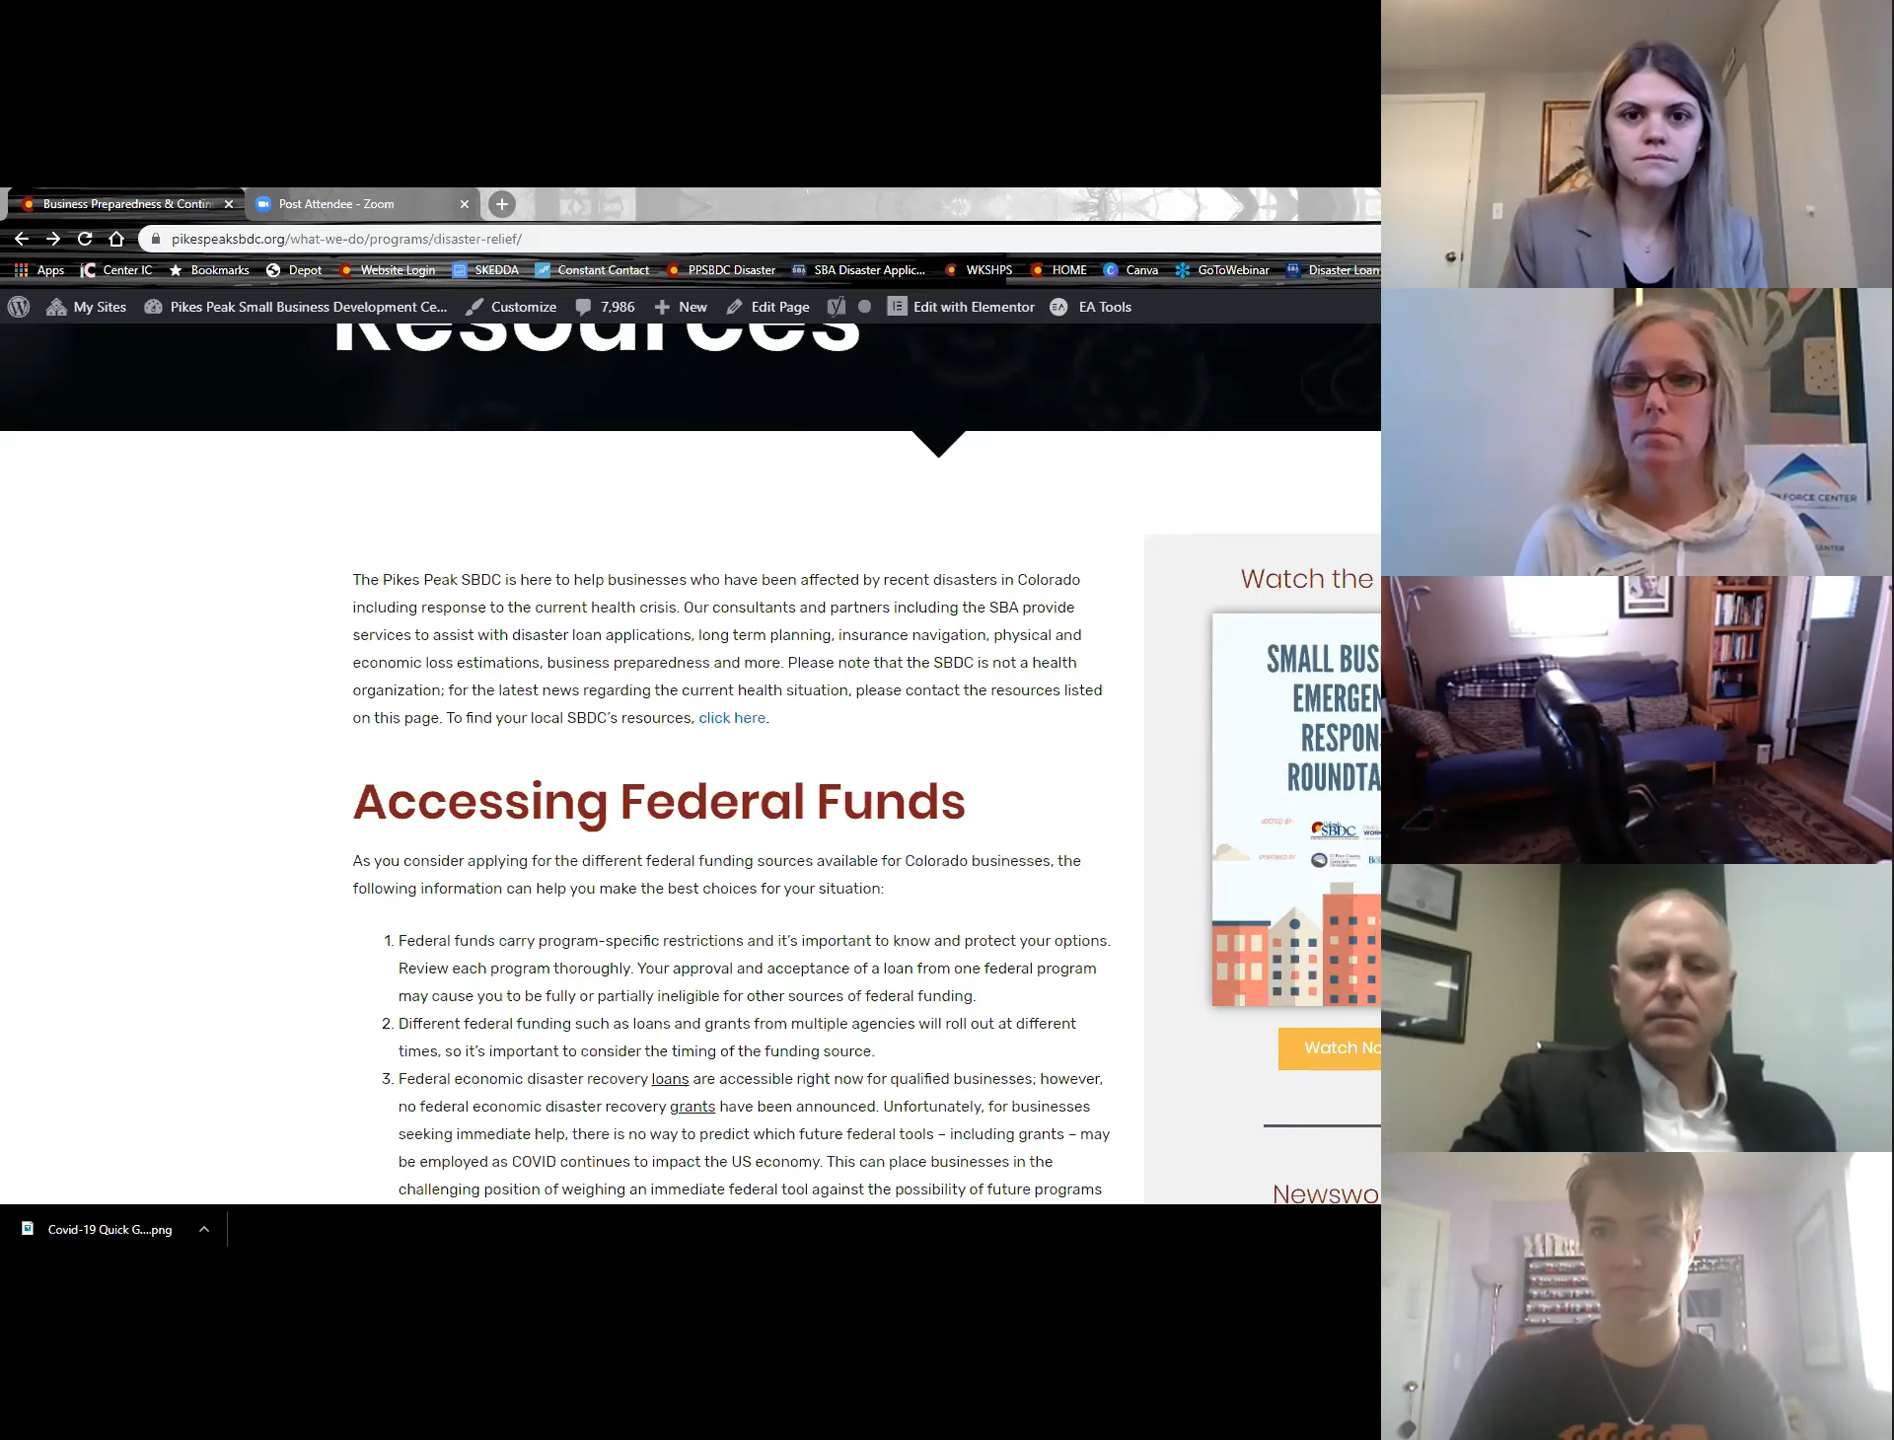 Business Preparedness & Contin
Post Attendee - Zoom
pikespeaksbdc.org/what-we-do/programs/disaster-relief/
Apps
Center IC
Bookmarks
Depot
Website Login
SKEDDA
Constant Contact
PPSBDC Disaster
SBA Disaster Applic...
WKSHPS
HOME
Canva
GoToWebinar
Disaster Loan
My Sites
Pikes Peak Small Business Development Ce...
Customize
7,986
New
Edit Page
Edit with Elementor
EA Tools
Resources
The Pikes Peak SBDC is here to help businesses who have been affected by recent disasters in Colorado
including response to the current health crisis. Our consultants and partners including the SBA provide
services to assist with disaster loan applications, long term planning, insurance navigation, physical and
economic loss estimations, business preparedness and more. Please note that the SBDC is not a health
organization; for the latest news regarding the current health situation, please contact the resources listed
on this page. To find your local SBDC's resources, click here.
Accessing Federal Funds
As you consider applying for the different federal funding sources available for Colorado businesses, the
following information can help you make the best choices for your situation:
1. Federal funds carry program-specific restrictions and it's important to know and protect your options.
Review each program thoroughly. Your approval and acceptance of a loan from one federal program
may cause you to be fully or partially ineligible for other sources of federal funding.
2. Different federal funding such as loans and grants from multiple agencies will roll out at different
times, so it's important to consider the timing of the funding source.
3. Federal economic disaster recovery loans are accessible right now for qualified businesses; however,
no federal economic disaster recovery grants have been announced. Unfortunately, for businesses
seeking immediate help, there is no way to predict which future federal tools – including grants – may
be employed as COVID continues to impact the US economy. This can place businesses in the
challenging position of weighing an immediate federal tool against the possibility of future programs
Watch the
SMALL BUS
EMERGEN
RESPON
ROUNDTA
HOSTED BY:
SBDC
SPONSORED BY:
Watch No
Newswo
Covid-19 Quick G....png
FORCE CENTER
CENTER